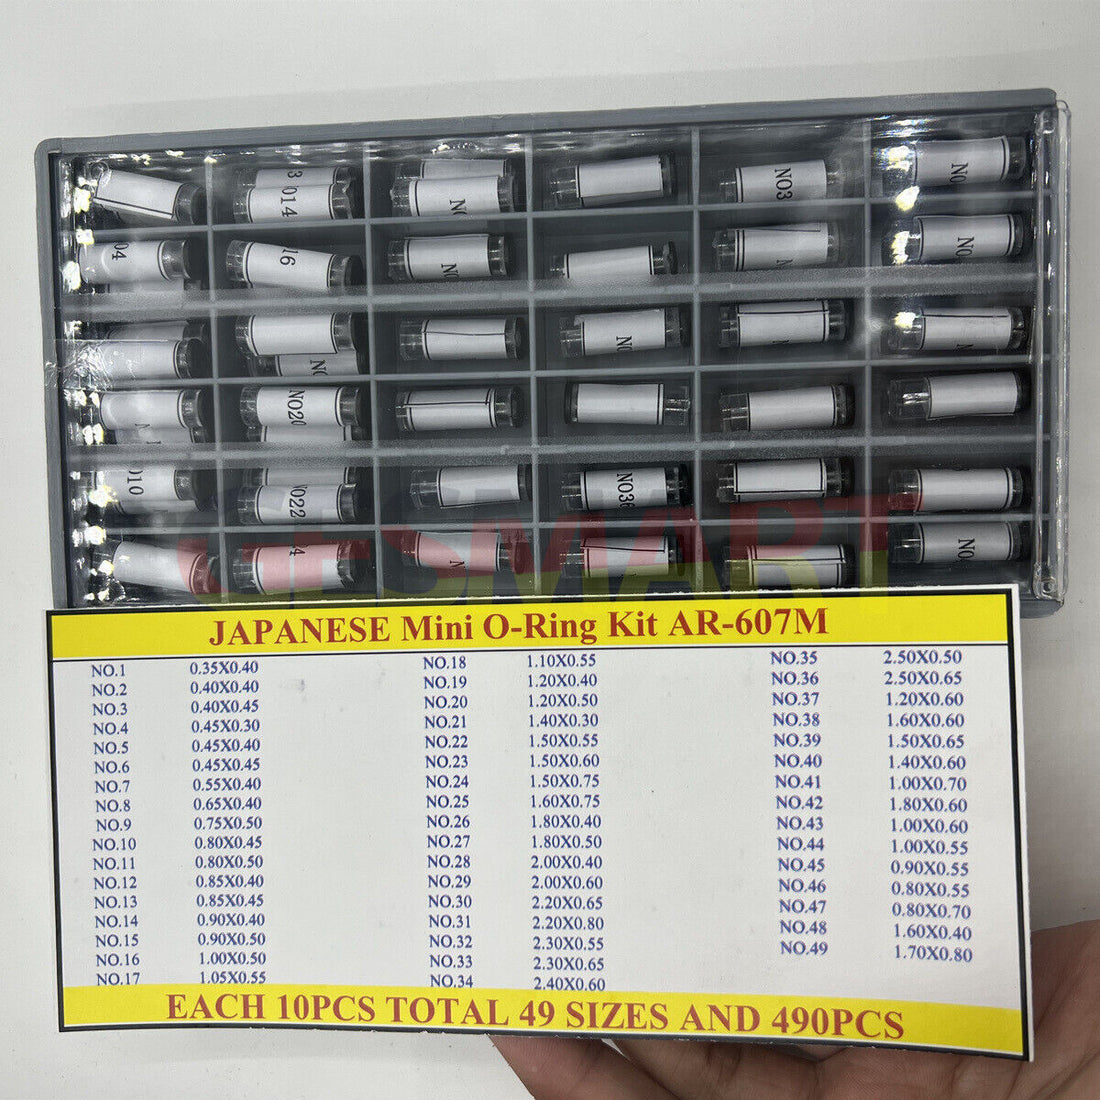 NO3
3
014
04
16
NO20
010
NO36
NO22
4
GESMART
JAPANESE Mini O-Ring Kit AR-607M
NO.1 0.35X0.40
NO.2 0.40X0.40
NO.3 0.40X0.45
NO.4 0.45X0.30
NO.5 0.45X0.40
NO.6 0.45X0.45
NO.7 0.55X0.40
NO.8 0.65X0.40
NO.9 0.75X0.50
NO.10 0.80X0.45
NO.11 0.80X0.50
NO.12 0.85X0.40
NO.13 0.85X0.45
NO.14 0.90X0.40
NO.15 0.90X0.50
NO.16 1.00X0.50
NO.17 1.05X0.55
NO.18 1.10X0.55
NO.19 1.20X0.40
NO.20 1.20X0.50
NO.21 1.40X0.30
NO.22 1.50X0.55
NO.23 1.50X0.60
NO.24 1.50X0.75
NO.25 1.60X0.75
NO.26 1.80X0.40
NO.27 1.80X0.50
NO.28 2.00X0.40
NO.29 2.00X0.60
NO.30 2.20X0.65
NO.31 2.20X0.80
NO.32 2.30X0.55
NO.33 2.30X0.65
NO.34 2.40X0.60
NO.35 2.50X0.50
NO.36 2.50X0.65
NO.37 1.20X0.60
NO.38 1.60X0.60
NO.39 1.50X0.65
NO.40 1.40X0.60
NO.41 1.00X0.70
NO.42 1.80X0.60
NO.43 1.00X0.60
NO.44 1.00X0.55
NO.45 0.90X0.55
NO.46 0.80X0.55
NO.47 0.80X0.70
NO.48 1.60X0.40
NO.49 1.70X0.80
EACH 10PCS TOTAL 49 SIZES AND 490PCS